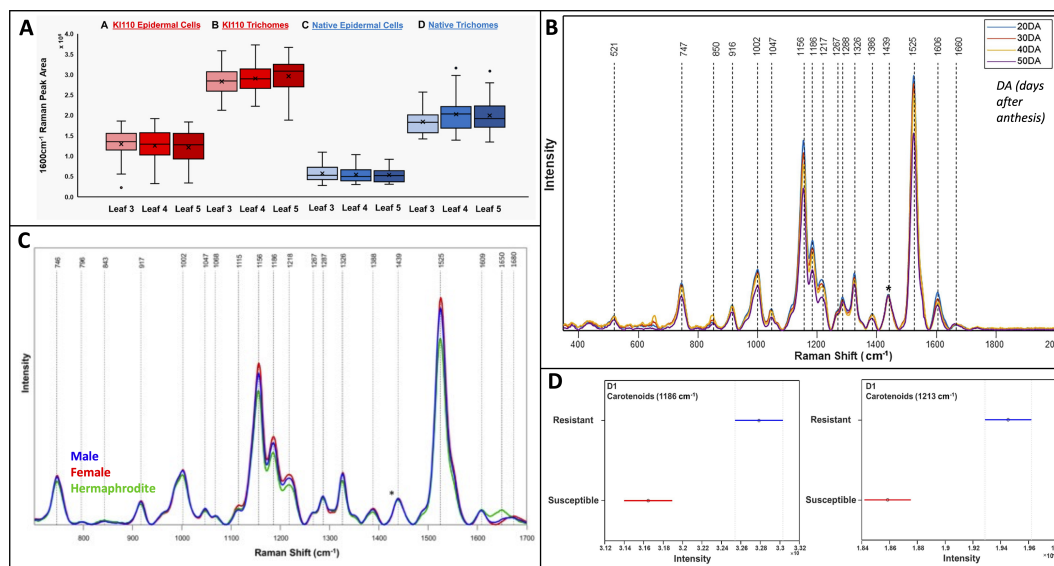 A
A KI110 Epidermal Cells B KI110 Trichomes C Native Epidermal Cells D Native Trichomes
1600cm⁻¹ Raman Peak Area
x 10⁴
4.0
3.5
3.0
2.5
2.0
1.5
1.0
0.5
0.0
Leaf 3 Leaf 4 Leaf 5 Leaf 3 Leaf 4 Leaf 5 Leaf 3 Leaf 4 Leaf 5 Leaf 3 Leaf 4 Leaf 5
B
521 747 850 916 1002 1047 1156 1186 1217 1267 1288 1326 1386 1439 1525 1606 1660
20DA
30DA
40DA
50DA
DA (days
after
anthesis)
*
Intensity
400 600 800 1000 1200 1400 1600 1800 200
Raman Shift (cm⁻¹)
C
746 796 843 917 1002 1047 1068 1115 1156 1186 1218 1267 1287 1326 1388 1439 1525 1609 1650 1680
Intensity
Male
Female
Hermaphrodite
*
800 900 1000 1100 1200 1300 1400 1500 1600 1700
Raman Shift (cm⁻¹)
D
D1
Carotenoids (1186 cm⁻¹)
Resistant
Susceptible
3.12 3.14 3.16 3.18 3.2 3.22 3.24 3.26 3.28 3.3 3.32
Intensity
D1
Carotenoids (1213 cm⁻¹)
Resistant
Susceptible
1.84 1.86 1.88 1.9 1.92 1.94 1.96 1.98
Intensity